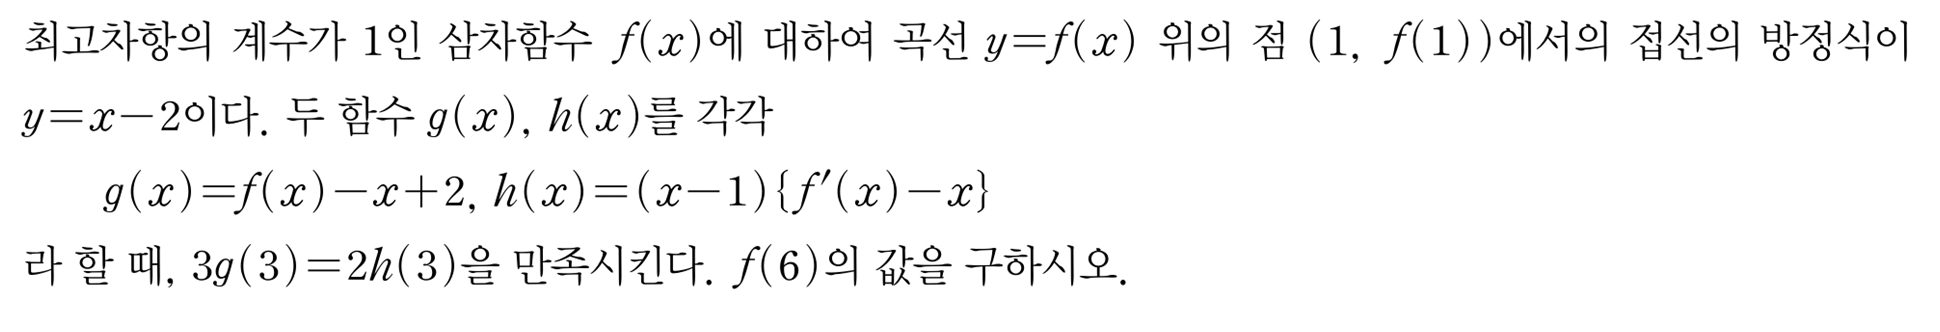 최고차항의 계수가 1인 삼차함수 f(x)에 대하여 곡선 y=f(x) 위의 점 (1, f(1))에서의 접선의 방정식이
y=x-2이다. 두 함수 g(x), h(x)를 각각
g(x)=f(x)-x+2, h(x)=(x-1){f′(x)-x}
라 할 때, 3g(3)=2h(3)을 만족시킨다. f(6)의 값을 구하시오.